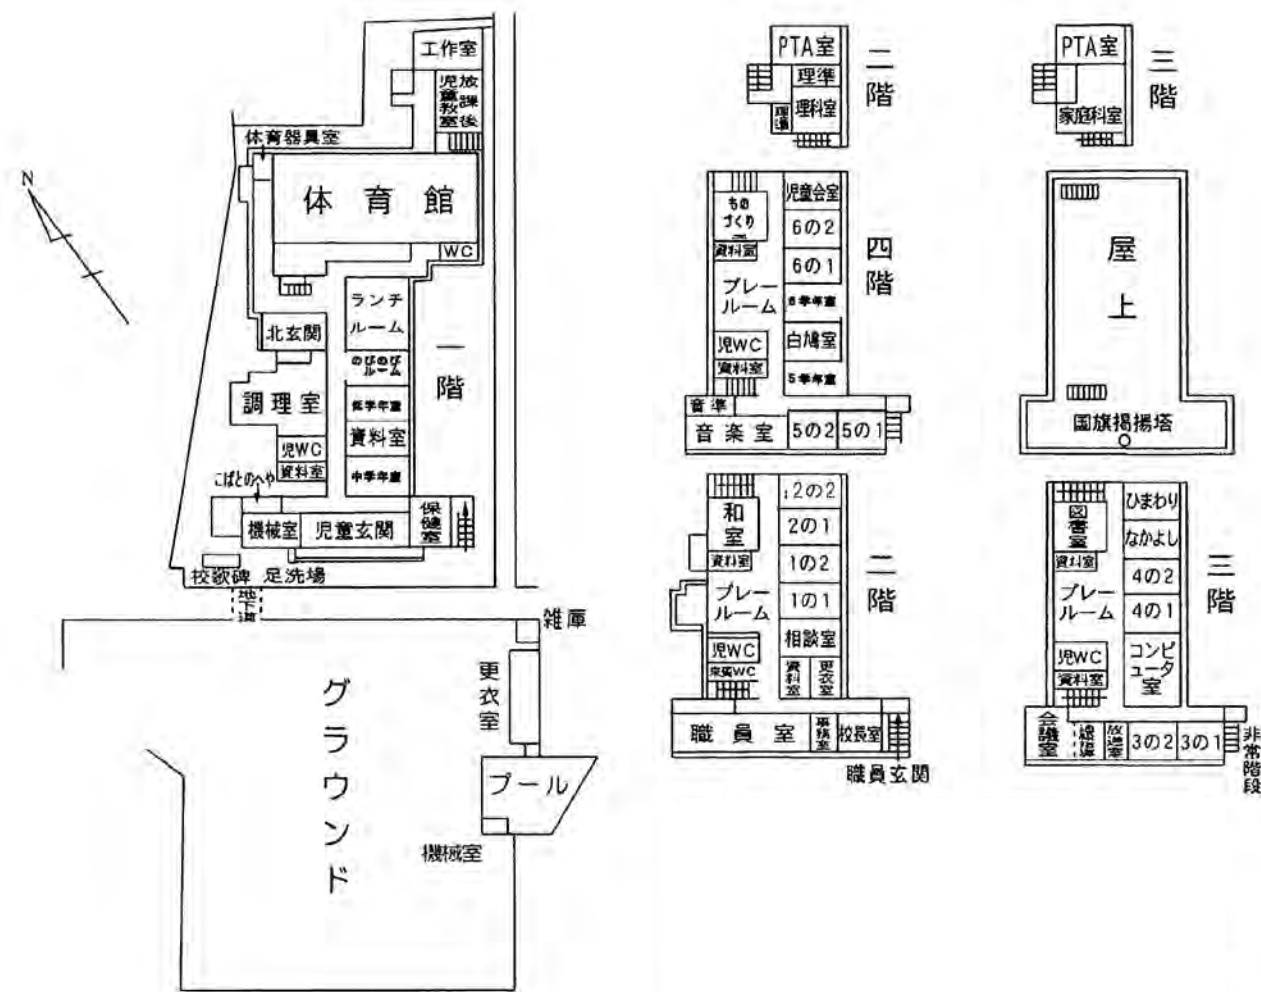 N
工作室
放課後
児童教室
体育器具室
体育館
WC
ランチ
ルーム
北玄関
のびのび
ルーム
調理室
低学年室
児WC
資料室
資料室
こばとのへや
中学年室
機械室
児童玄関
保健室
一階
校歌碑
足洗場
地下道
雑庫
更衣室
グラウンド
プール
機械室
PTA室
理準
理科室
理準
二階
PTA室
家庭科室
三階
もの
づくり
資料室
児童会室
6の2
6の1
プレー
ルーム
6学年室
児WC
白鳩室
資料室
5学年室
音準
音楽室
5の2
5の1
四階
屋上
国旗掲揚塔
和室
資料室
2の2
2の1
1の2
プレー
ルーム
1の1
児WC
相談室
来賓WC
資料室
更衣室
職員室
事務室
校長室
職員玄関
二階
図書室
資料室
ひまわり
なかよし
4の2
プレー
ルーム
4の1
児WC
資料室
コンピ
ュータ
室
会議室
放送室
3の2
3の1
非常階段
三階